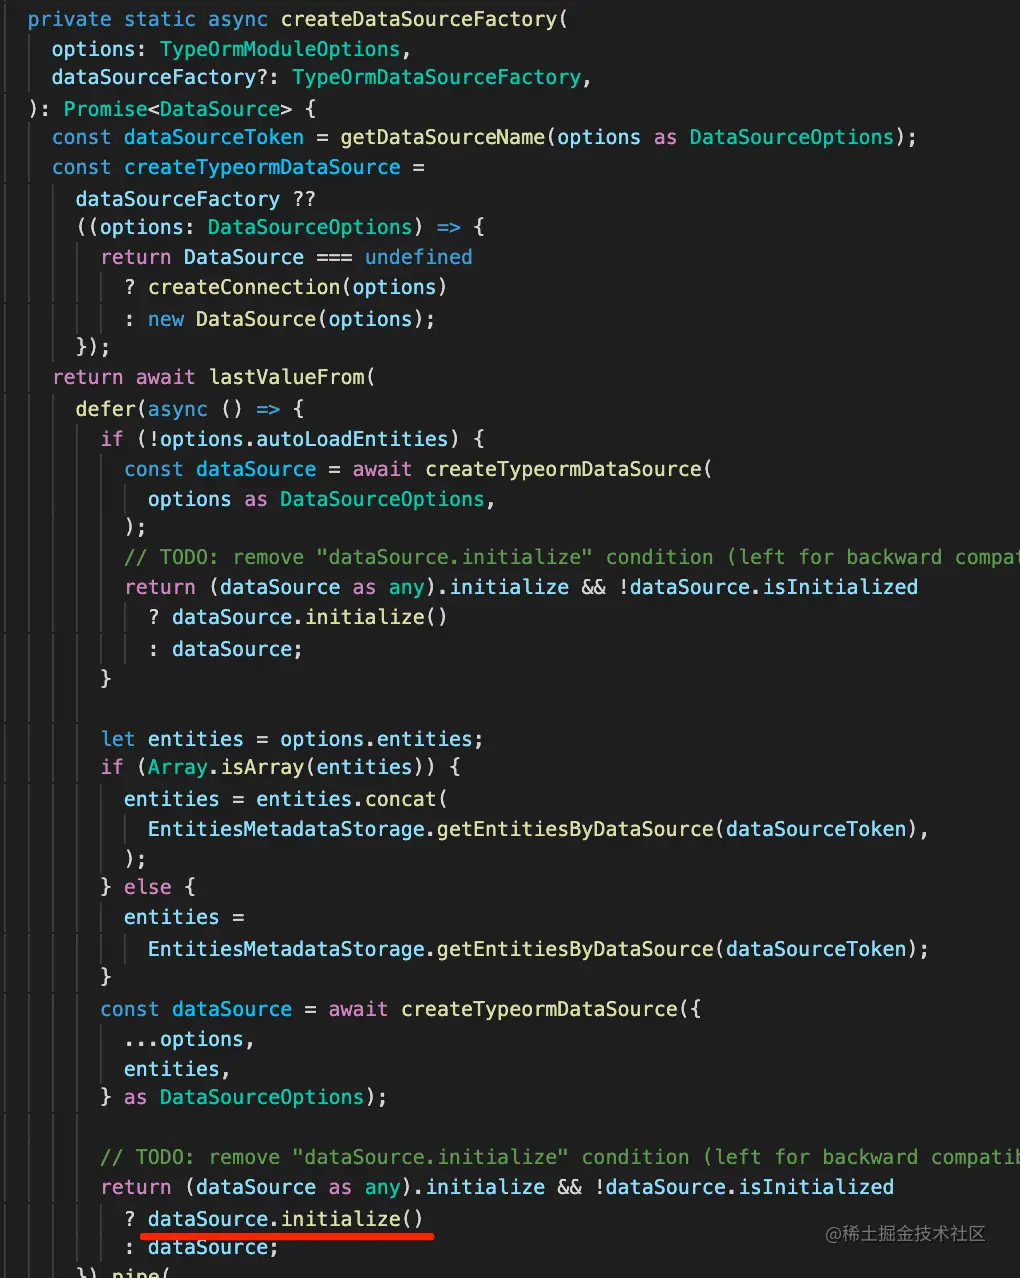 private static async createDataSourceFactory(
options: TypeOrmModuleOptions,
dataSourceFactory?: TypeOrmDataSourceFactory,
): Promise<DataSource> {
const dataSourceToken = getDataSourceName(options as DataSourceOptions);
const createTypeormDataSource =
dataSourceFactory ??
((options: DataSourceOptions) => {
return DataSource === undefined
? createConnection(options)
: new DataSource(options);
});
return await lastValueFrom(
defer(async () => {
if (!options.autoLoadEntities) {
const dataSource = await createTypeormDataSource(
options as DataSourceOptions,
);
// TODO: remove "dataSource.initialize" condition (left for backward compat
return (dataSource as any).initialize && !dataSource.isInitialized
? dataSource.initialize()
: dataSource;
}
let entities = options.entities;
if (Array.isArray(entities)) {
entities = entities.concat(
EntitiesMetadataStorage.getEntitiesByDataSource(dataSourceToken),
);
} else {
entities =
EntitiesMetadataStorage.getEntitiesByDataSource(dataSourceToken);
}
const dataSource = await createTypeormDataSource({
...options,
entities,
} as DataSourceOptions);
// TODO: remove "dataSource.initialize" condition (left for backward compatib
return (dataSource as any).initialize && !dataSource.isInitialized
? dataSource.initialize()
: dataSource;
}).pipe(
@稀土掘金技术社区